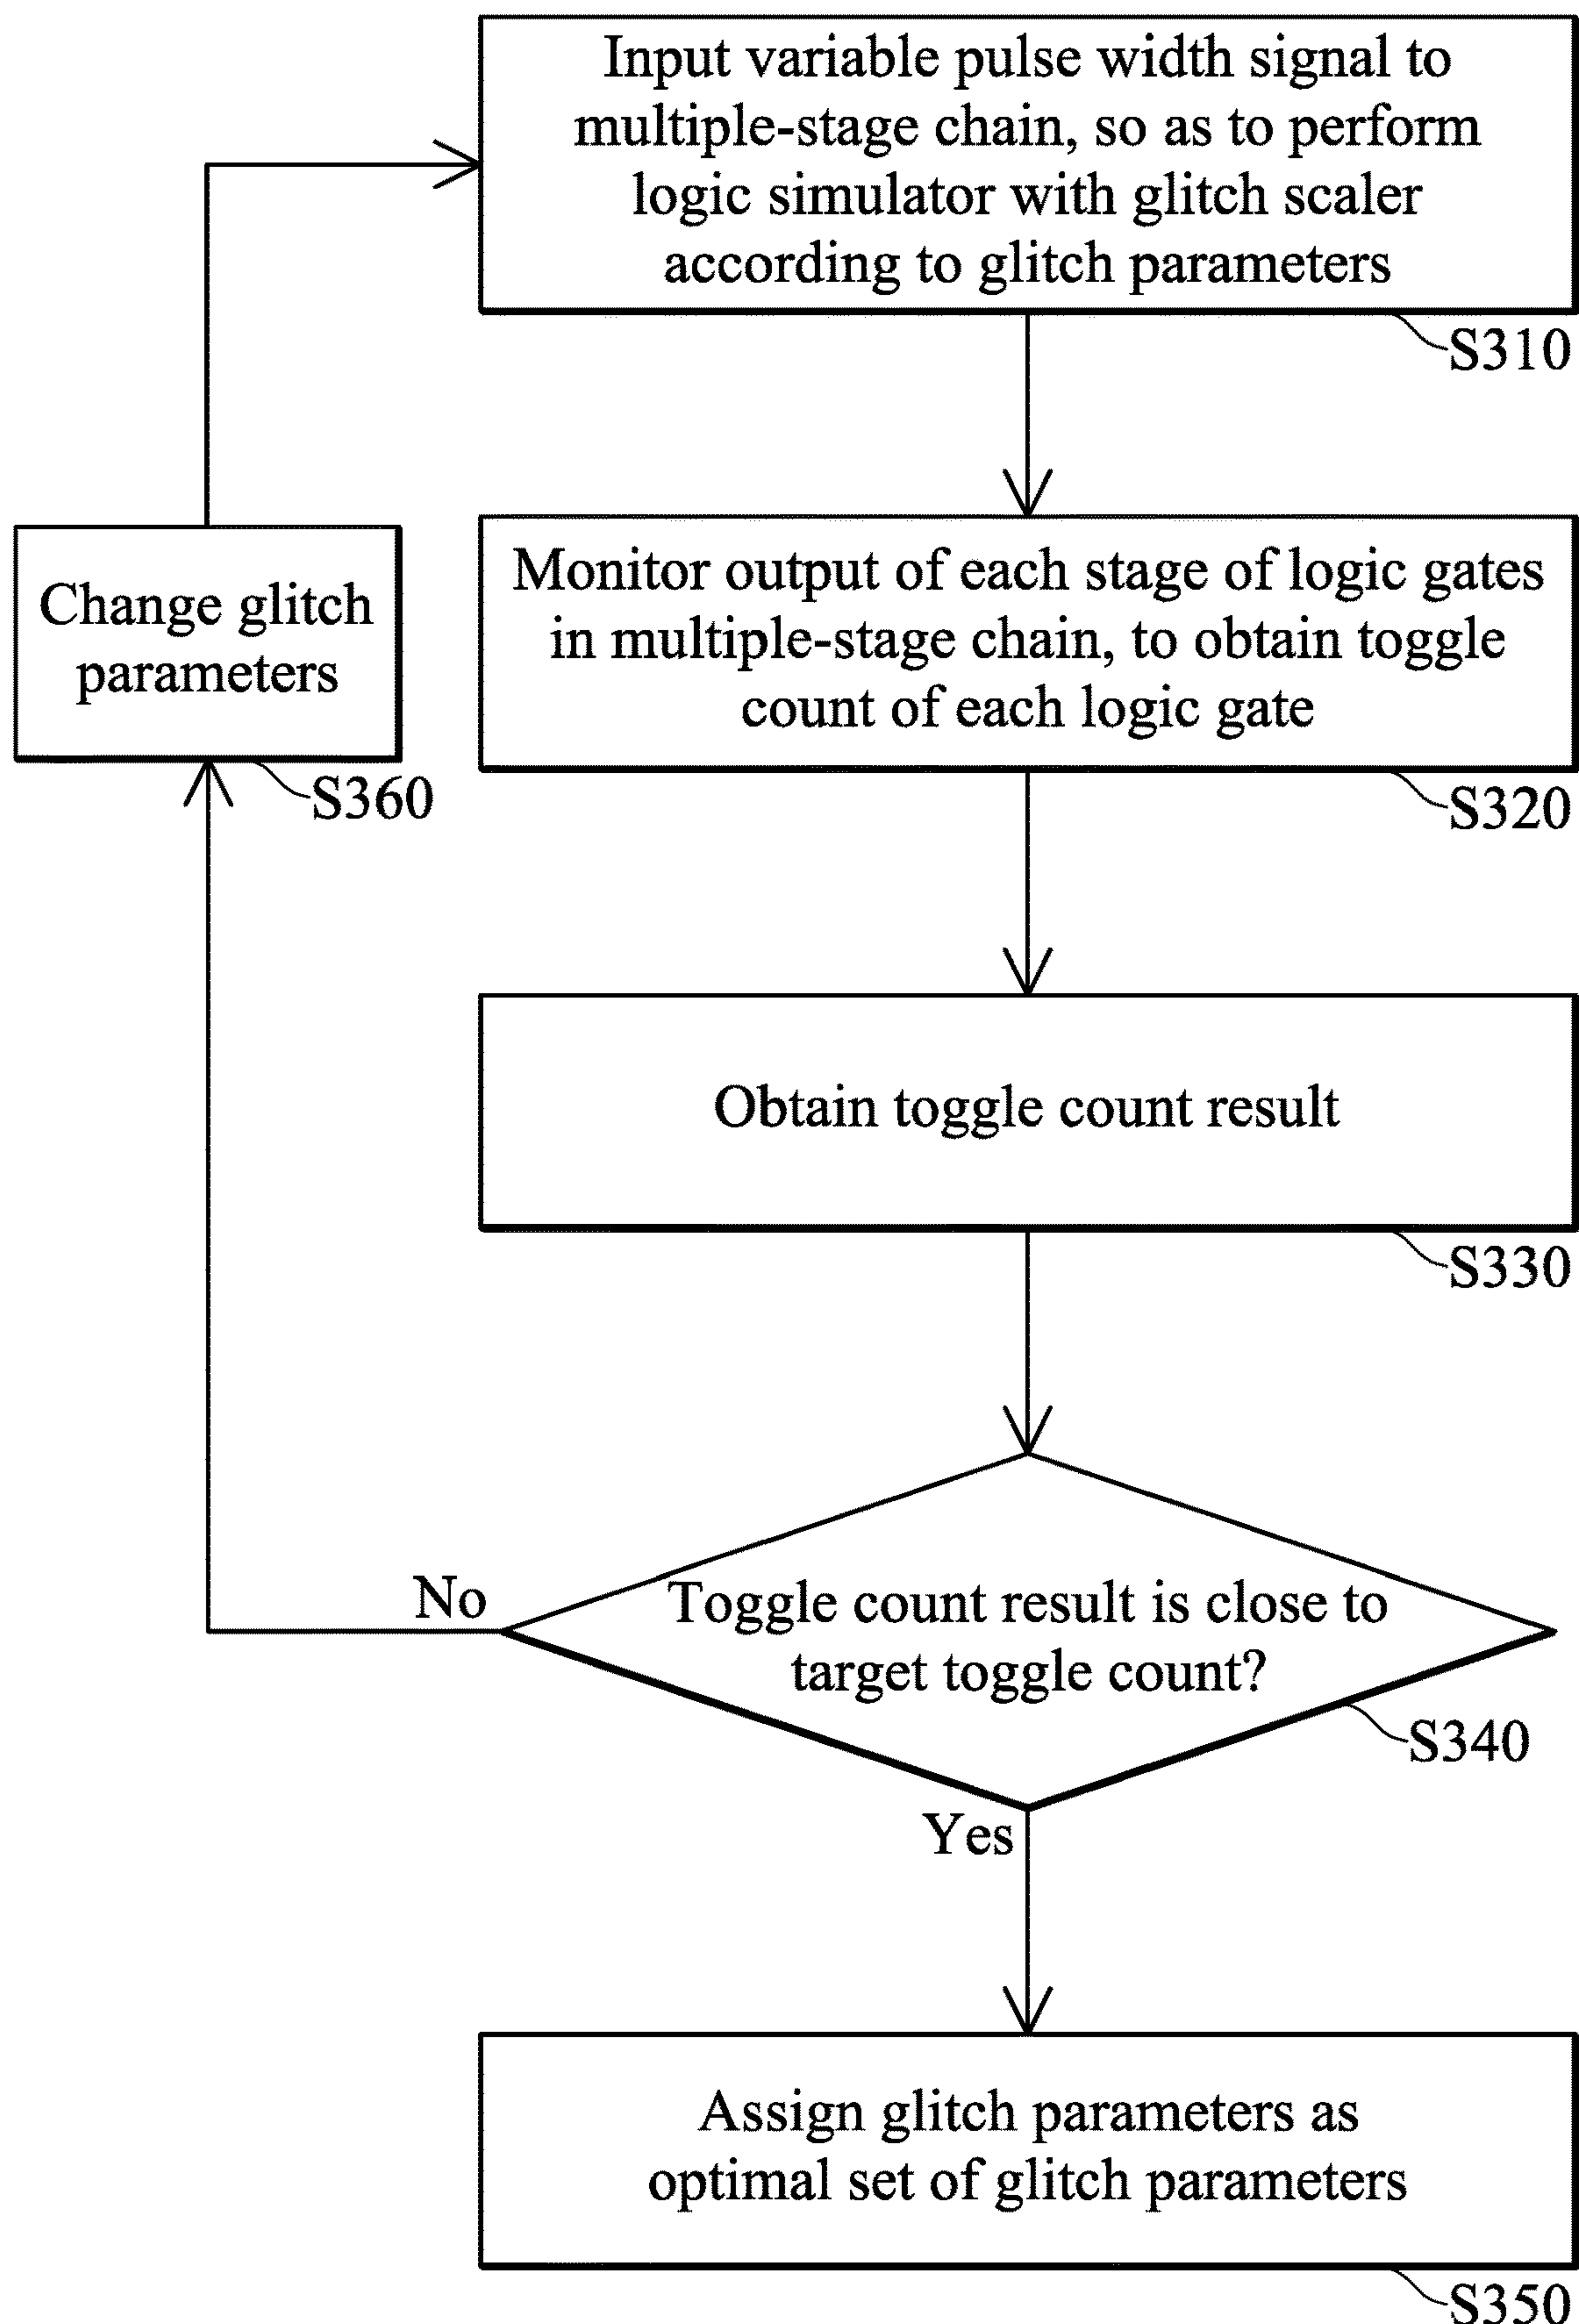 Input variable pulse width signal to
multiple-stage chain, so as to perform
logic simulator with glitch scaler
according to glitch parameters
S310
Monitor output of each stage of logic gates
in multiple-stage chain, to obtain toggle
count of each logic gate
S320
Change glitch
parameters
S360
Obtain toggle count result
S330
Toggle count result is close to
target toggle count?
S340
No
Yes
Assign glitch parameters as
optimal set of glitch parameters
S350